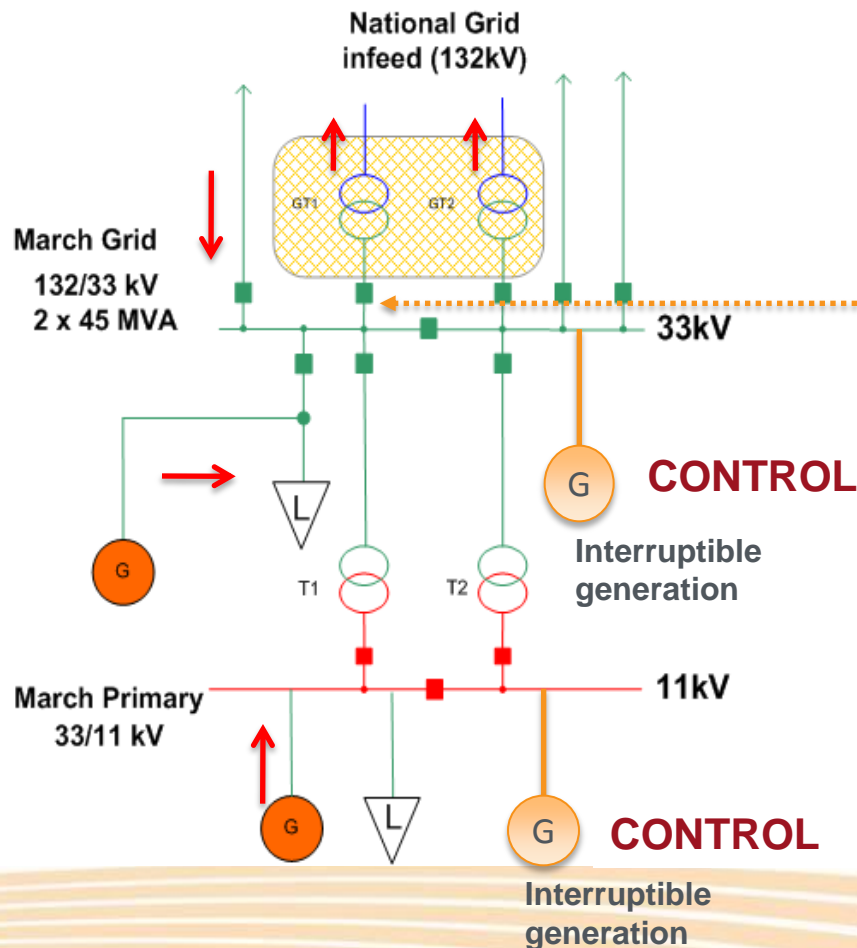 National Grid
infeed (132kV)
GT1
GT2
March Grid
132/33 kV
2 x 45 MVA
33kV
L
G
CONTROL
Interruptible
generation
G
T1
T2
March Primary
33/11 kV
11kV
G
L
G
CONTROL
Interruptible
generation